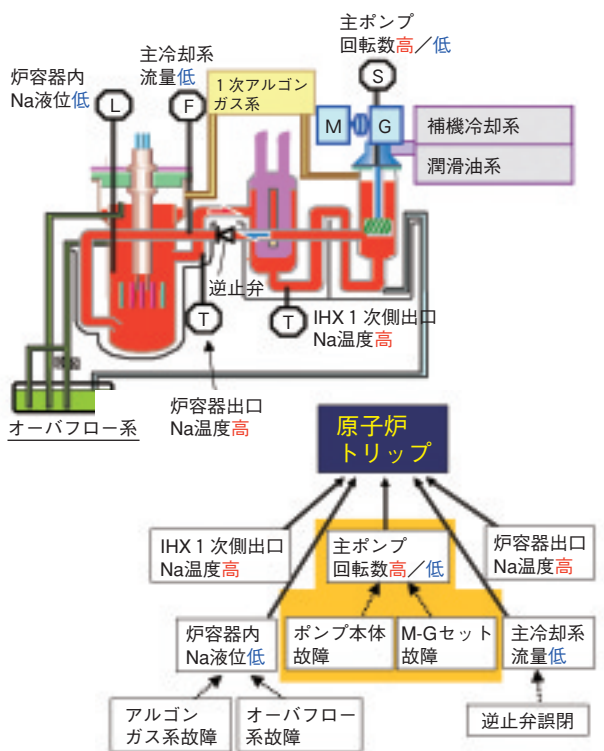 主ポンプ
回転数高／低
主冷却系
流量低
炉容器内
Na液位低
L
F
1次アルゴン
ガス系
S
M
G
補機冷却系
潤滑油系
逆止弁
T
T
IHX 1 次側出口
Na温度高
炉容器出口
Na温度高
オーバフロー系
原子炉
トリップ
IHX 1 次側出口
Na温度高
主ポンプ
回転数高／低
炉容器出口
Na温度高
炉容器内
Na液位低
ポンプ本体
故障
M-Gセット
故障
主冷却系
流量低
アルゴン
ガス系故障
オーバフロー
系故障
逆止弁誤閉